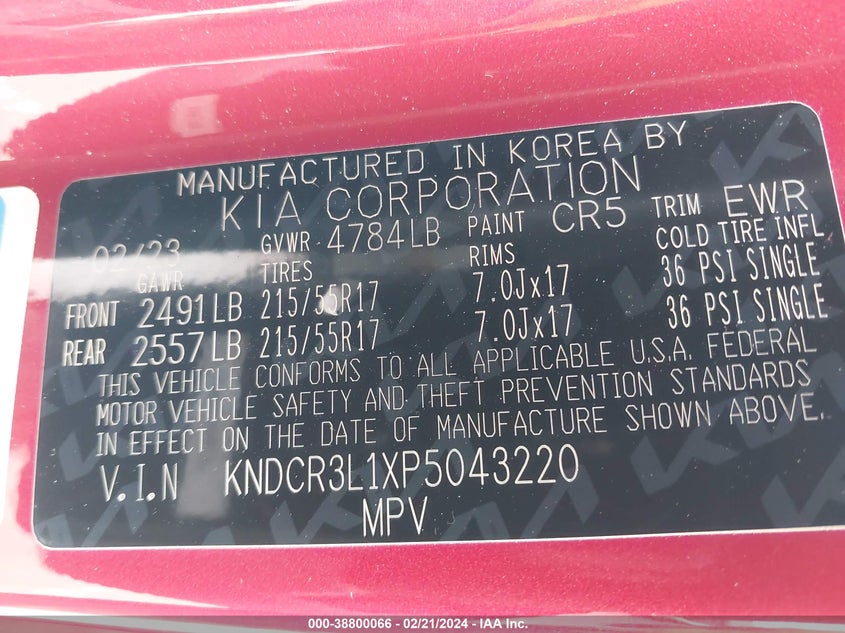 MANUFACTURED IN KOREA BY
KIA CORPORATION
02/23 GVWR 4784LB PAINT CR5 TRIM EWR
GAWR TIRES RIMS COLD TIRE INFL
FRONT 2491LB 215/55R17 7.0Jx17 36 PSI SINGLE
REAR 2557LB 215/55R17 7.0Jx17 36 PSI SINGLE
THIS VEHICLE CONFORMS TO ALL APPLICABLE U.S.A. FEDERAL
MOTOR VEHICLE SAFETY AND THEFT PREVENTION STANDARDS
IN EFFECT ON THE DATE OF MANUFACTURE SHOWN ABOVE.
V.I.N KNDCR3L1XP5043220
MPV
000-38800066 - 02/21/2024 - IAA Inc.